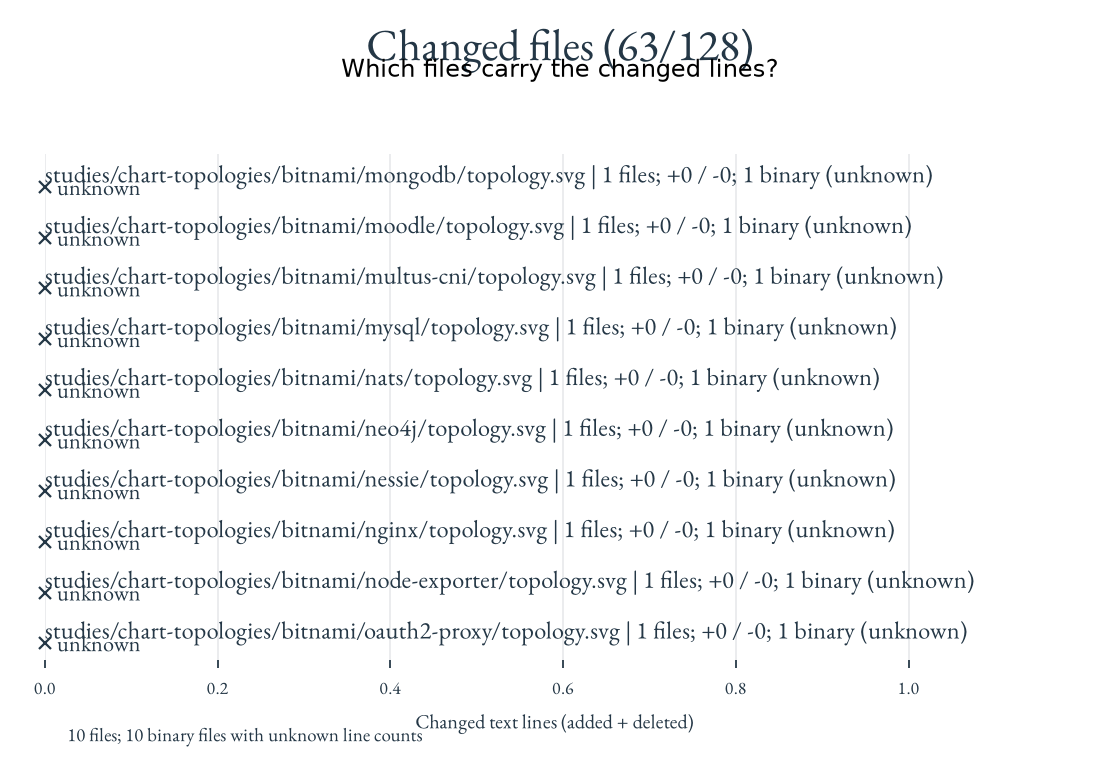 Changed files (63/128)
Which files carry the changed lines?
studies/chart-topologies/bitnami/mongodb/topology.svg | 1 files; +0 / -0; 1 binary (unknown)
unknown
studies/chart-topologies/bitnami/moodle/topology.svg | 1 files; +0 / -0; 1 binary (unknown)
unknown
studies/chart-topologies/bitnami/multus-cni/topology.svg | 1 files; +0 / -0; 1 binary (unknown)
unknown
studies/chart-topologies/bitnami/mysql/topology.svg | 1 files; +0 / -0; 1 binary (unknown)
unknown
studies/chart-topologies/bitnami/nats/topology.svg | 1 files; +0 / -0; 1 binary (unknown)
unknown
studies/chart-topologies/bitnami/neo4j/topology.svg | 1 files; +0 / -0; 1 binary (unknown)
unknown
studies/chart-topologies/bitnami/nessie/topology.svg | 1 files; +0 / -0; 1 binary (unknown)
unknown
studies/chart-topologies/bitnami/nginx/topology.svg | 1 files; +0 / -0; 1 binary (unknown)
unknown
studies/chart-topologies/bitnami/node-exporter/topology.svg | 1 files; +0 / -0; 1 binary (unknown)
unknown
studies/chart-topologies/bitnami/oauth2-proxy/topology.svg | 1 files; +0 / -0; 1 binary (unknown)
unknown
0.0 0.2 0.4 0.6 0.8 1.0
Changed text lines (added + deleted)
10 files; 10 binary files with unknown line counts